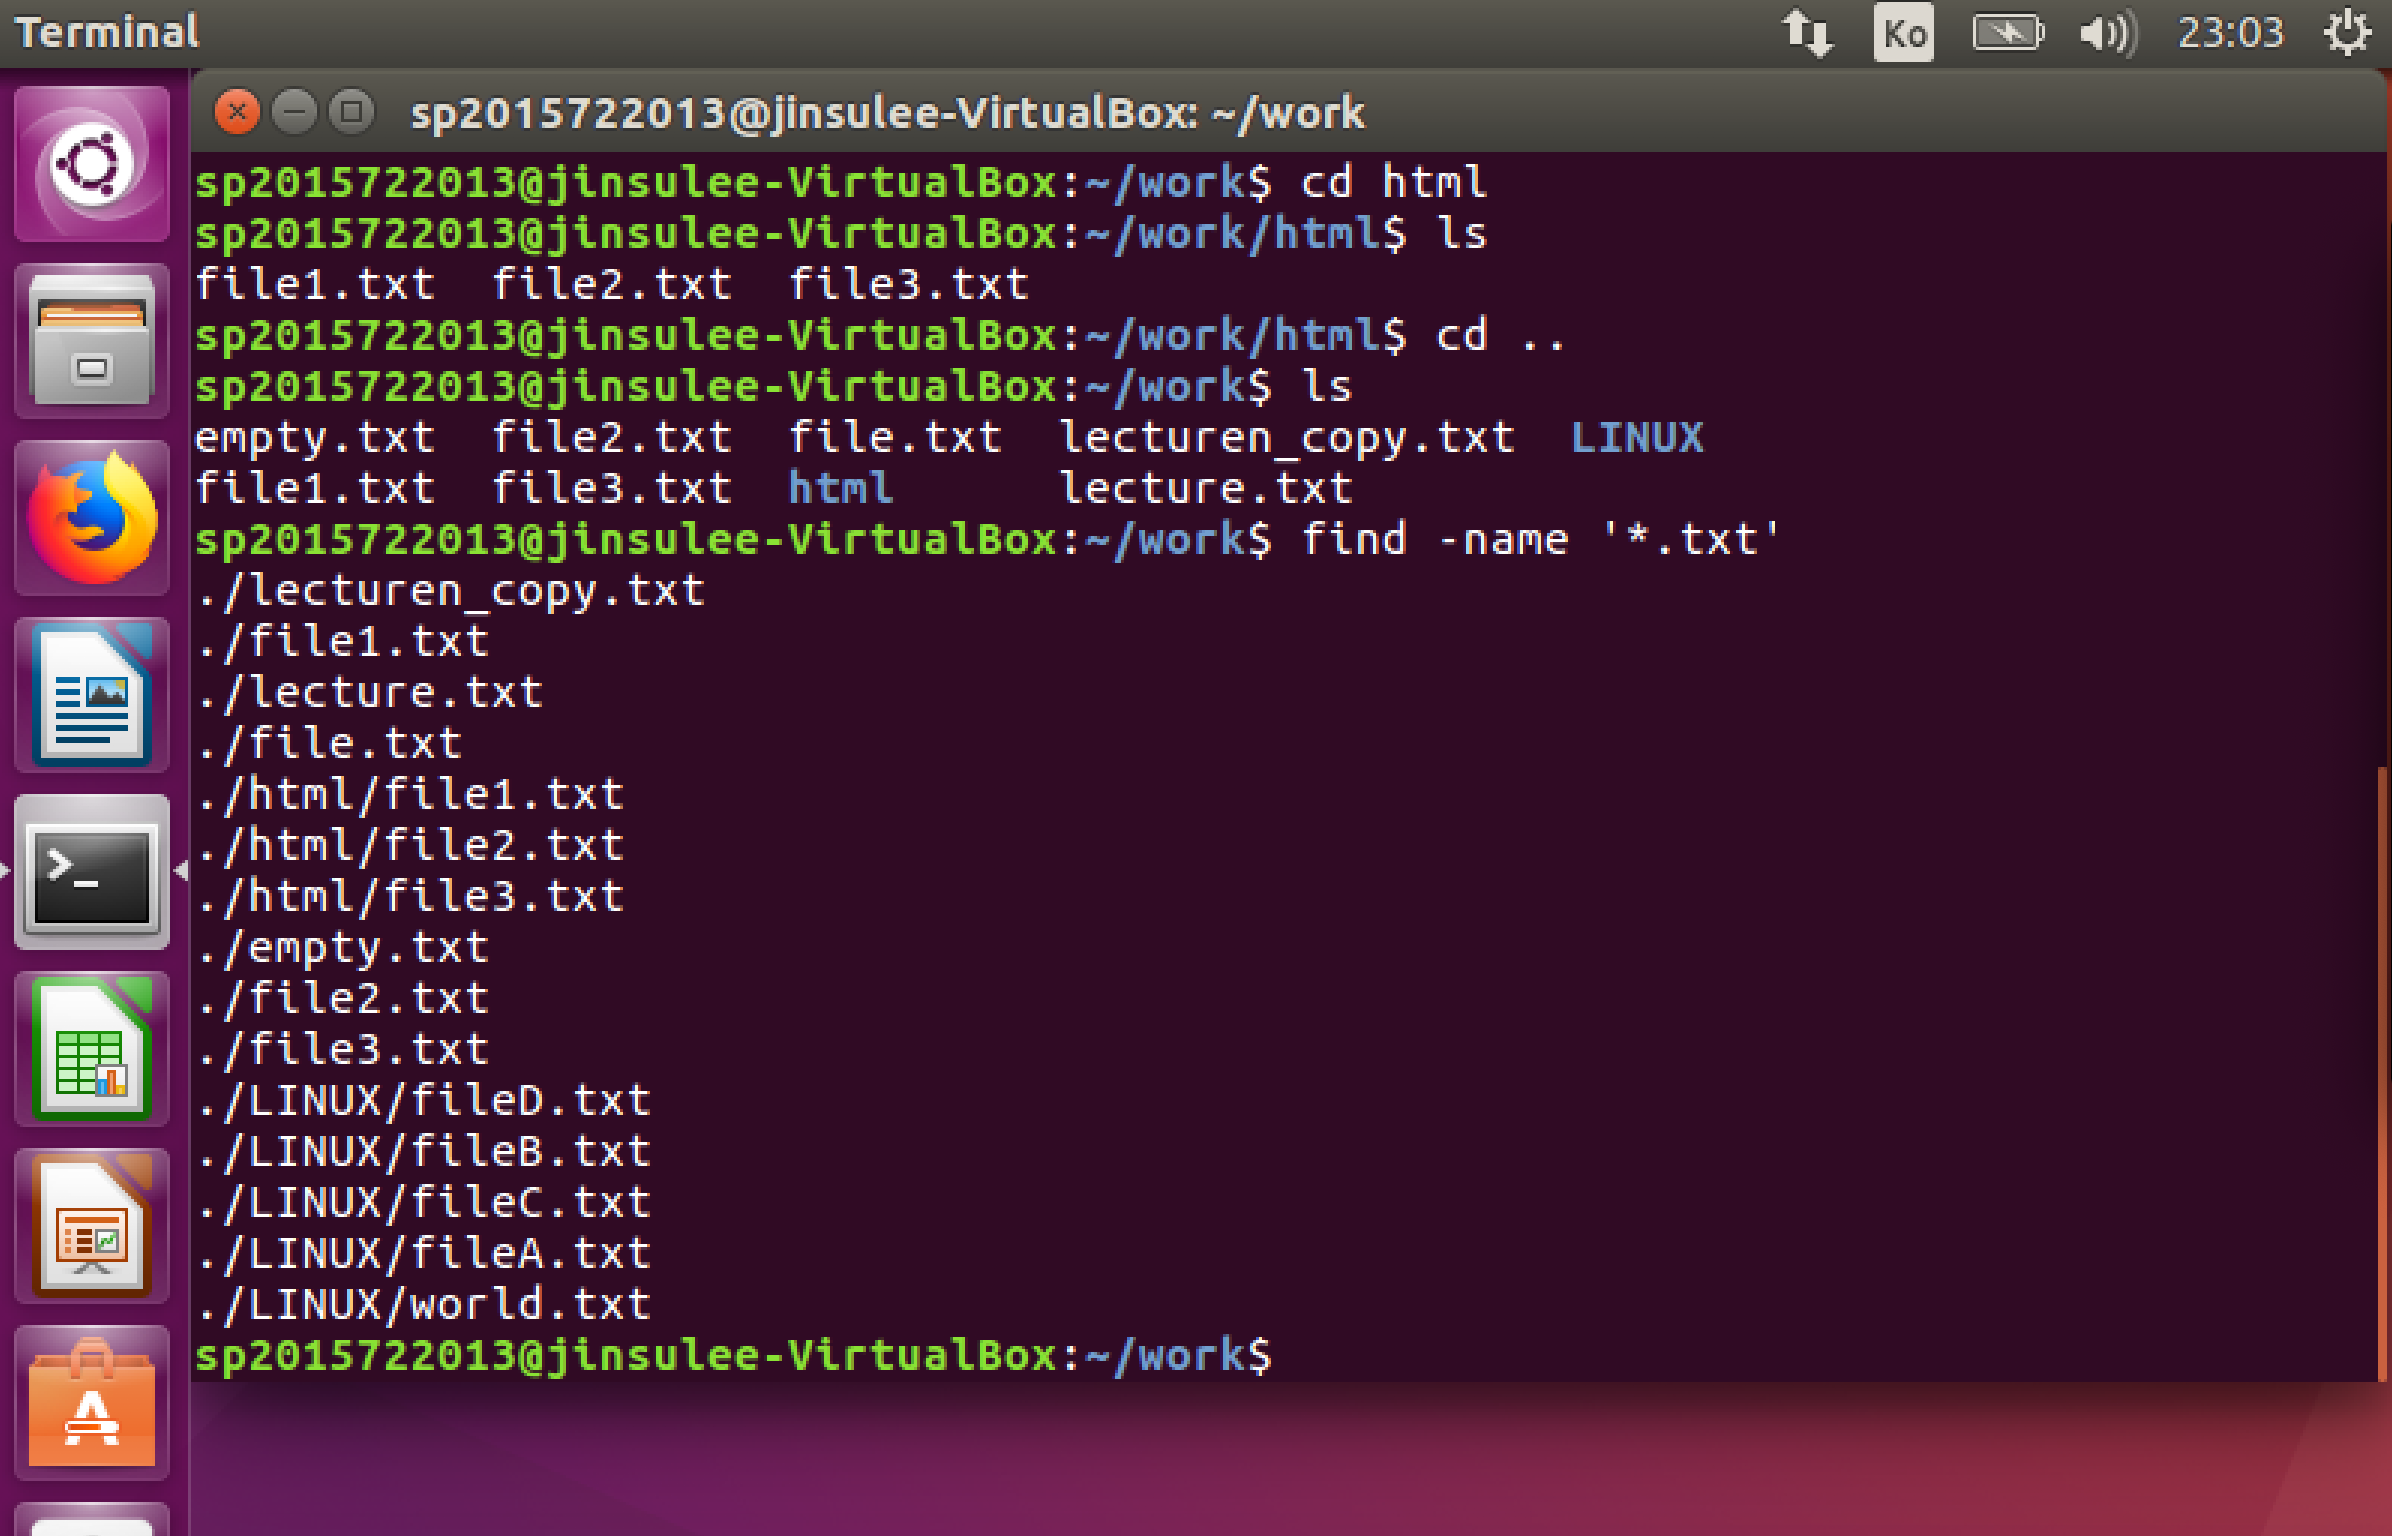 Terminal
Ko
23:03
sp2015722013@jinsulee-VirtualBox: ~/work
sp2015722013@jinsulee-VirtualBox:~/work$ cd html
sp2015722013@jinsulee-VirtualBox:~/work/html$ ls
file1.txt  file2.txt  file3.txt
sp2015722013@jinsulee-VirtualBox:~/work/html$ cd ..
sp2015722013@jinsulee-VirtualBox:~/work$ ls
empty.txt  file2.txt  file.txt  lecturen_copy.txt  LINUX
file1.txt  file3.txt  html      lecture.txt
sp2015722013@jinsulee-VirtualBox:~/work$ find -name '*.txt'
./lecturen_copy.txt
./file1.txt
./lecture.txt
./file.txt
./html/file1.txt
./html/file2.txt
./html/file3.txt
./empty.txt
./file2.txt
./file3.txt
./LINUX/fileD.txt
./LINUX/fileB.txt
./LINUX/fileC.txt
./LINUX/fileA.txt
./LINUX/world.txt
sp2015722013@jinsulee-VirtualBox:~/work$